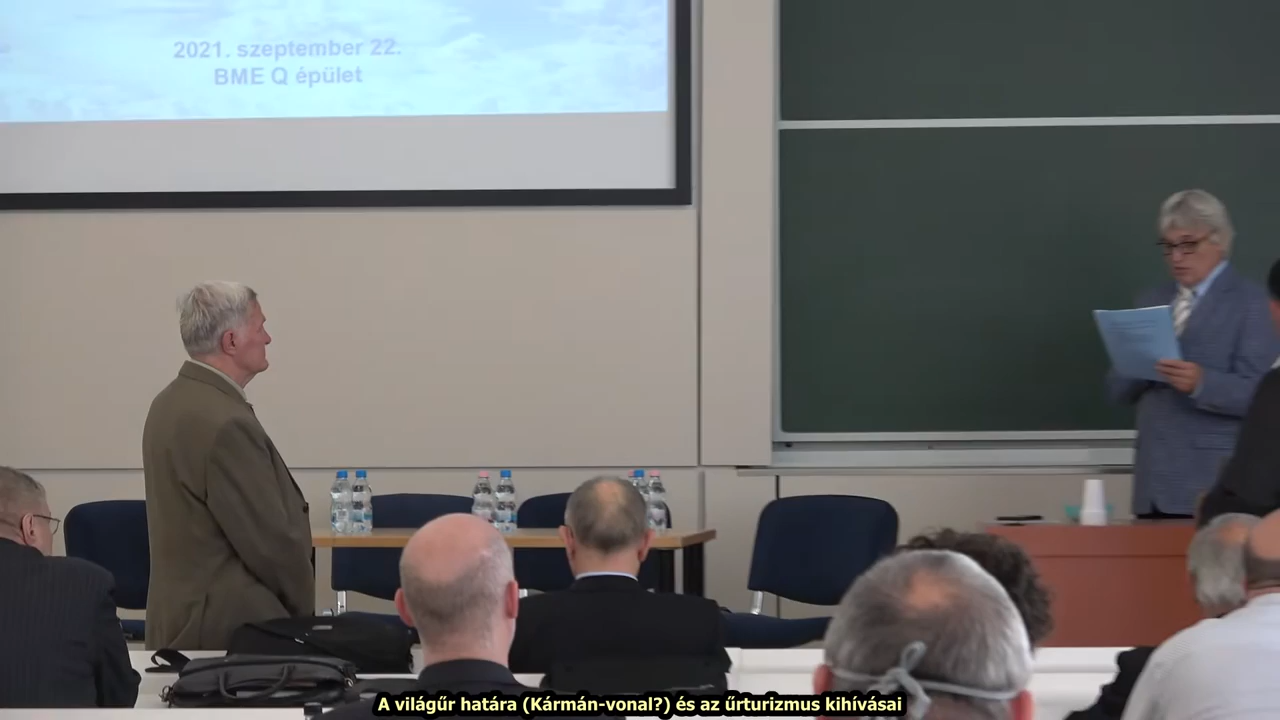 2021. szeptember 22.
BME Q épület
A világűr határa (Kármán-vonal?) és az űrturizmus kihívásai